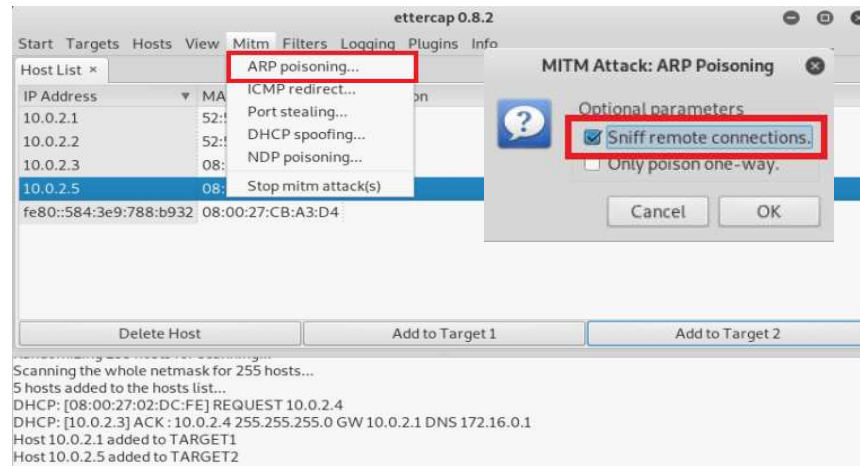 ettercap 0.8.2
Start Targets Hosts View Mitm Filters Logging Plugins Info
Host List ×
ARP poisoning...
ICMP redirect...
Port stealing...
DHCP spoofing...
NDP poisoning...
Stop mitm attack(s)
IP Address MA on
10.0.2.1 52:
10.0.2.2 52:
10.0.2.3 08:
10.0.2.5 08:
fe80::584:3e9:788:b932 08:00:27:CB:A3:D4
MITM Attack: ARP Poisoning
Optional parameters
Sniff remote connections.
Only poison one-way.
Cancel OK
Delete Host Add to Target 1 Add to Target 2
Scanning the whole netmask for 255 hosts...
5 hosts added to the hosts list...
DHCP: [08:00:27:02:DC:FE] REQUEST 10.0.2.4
DHCP: [10.0.2.3] ACK : 10.0.2.4 255.255.255.0 GW 10.0.2.1 DNS 172.16.0.1
Host 10.0.2.1 added to TARGET1
Host 10.0.2.5 added to TARGET2